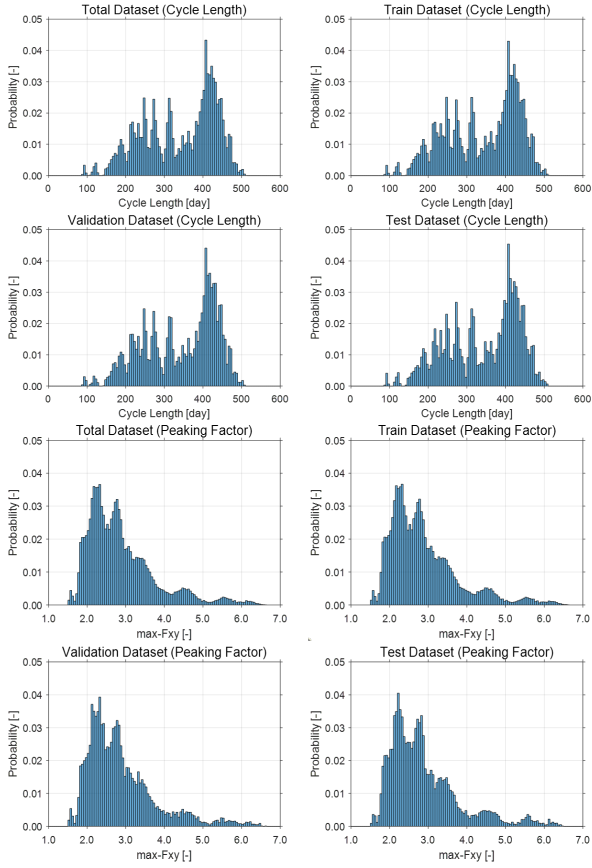 Total Dataset (Cycle Length)
Probability [-]
0.05
0.04
0.03
0.02
0.01
0.00
0 100 200 300 400 500 600
Cycle Length [day]
Train Dataset (Cycle Length)
Probability [-]
0.05
0.04
0.03
0.02
0.01
0.00
0 100 200 300 400 500 600
Cycle Length [day]
Validation Dataset (Cycle Length)
Probability [-]
0.05
0.04
0.03
0.02
0.01
0.00
0 100 200 300 400 500 600
Cycle Length [day]
Test Dataset (Cycle Length)
Probability [-]
0.05
0.04
0.03
0.02
0.01
0.00
0 100 200 300 400 500 600
Cycle Length [day]
Total Dataset (Peaking Factor)
Probability [-]
0.05
0.04
0.03
0.02
0.01
0.00
1.0 2.0 3.0 4.0 5.0 6.0 7.0
max-Fxy [-]
Train Dataset (Peaking Factor)
Probability [-]
0.05
0.04
0.03
0.02
0.01
0.00
1.0 2.0 3.0 4.0 5.0 6.0 7.0
max-Fxy [-]
Validation Dataset (Peaking Factor)
Probability [-]
0.05
0.04
0.03
0.02
0.01
0.00
1.0 2.0 3.0 4.0 5.0 6.0 7.0
max-Fxy [-]
Test Dataset (Peaking Factor)
Probability [-]
0.05
0.04
0.03
0.02
0.01
0.00
1.0 2.0 3.0 4.0 5.0 6.0 7.0
max-Fxy [-]